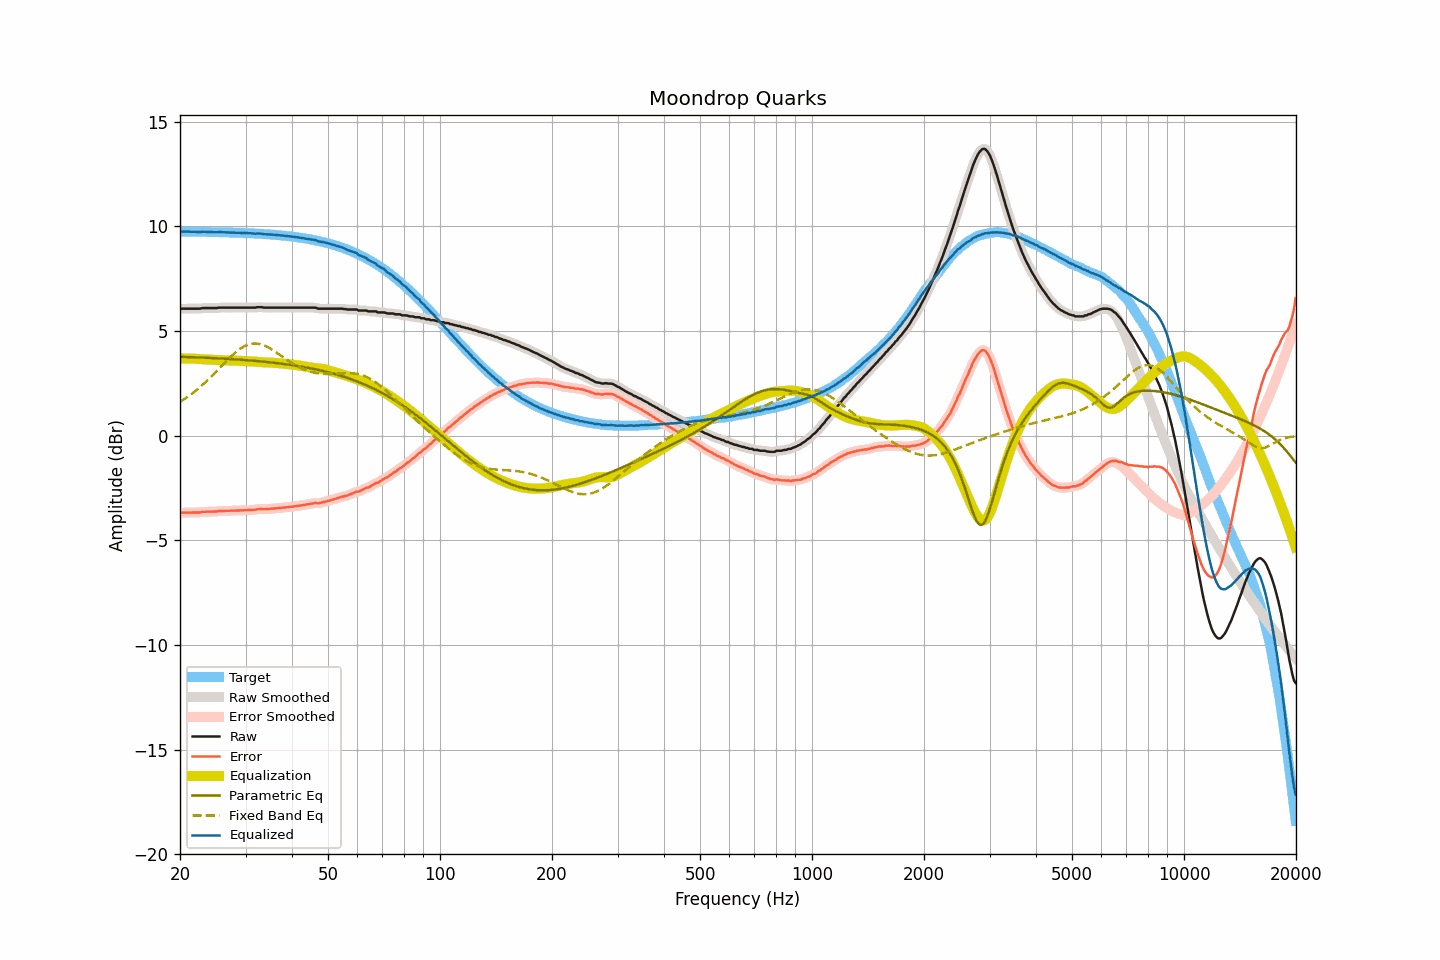 Moondrop Quarks
15
10
5
0
−5
−10
−15
−20
Amplitude (dBr)
Target
Raw Smoothed
Error Smoothed
Raw
Error
Equalization
Parametric Eq
Fixed Band Eq
Equalized
20 50 100 200 500 1000 2000 5000 10000 20000
Frequency (Hz)